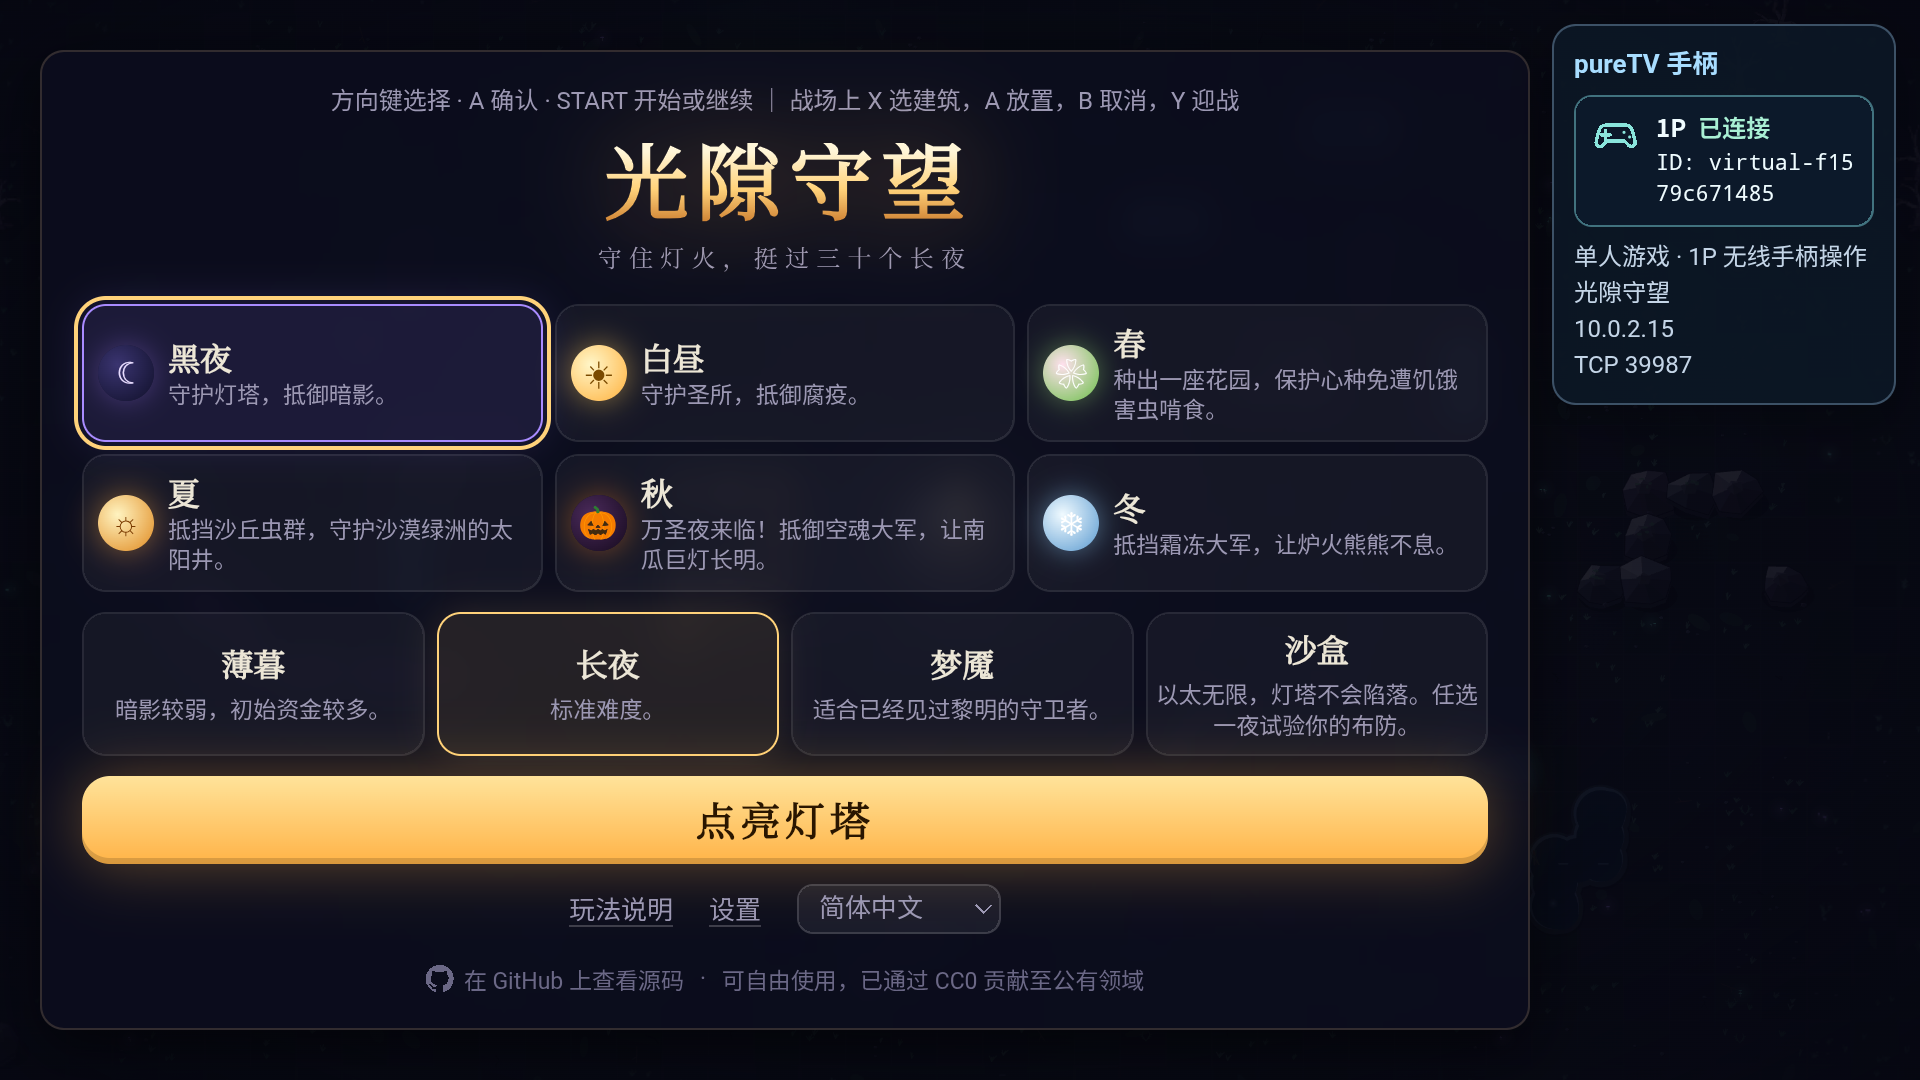 方向键选择 · A 确认 · START 开始或继续 ｜ 战场上 X 选建筑，A 放置，B 取消，Y 迎战
光隙守望
守住灯火，挺过三十个长夜
黑夜
守护灯塔，抵御暗影。
白昼
守护圣所，抵御腐疫。
春
种出一座花园，保护心种免遭饥饿
害虫啃食。
夏
抵挡沙丘虫群，守护沙漠绿洲的太
阳井。
秋
万圣夜来临！抵御空魂大军，让南
瓜巨灯长明。
冬
抵挡霜冻大军，让炉火熊熊不息。
薄暮
暗影较弱，初始资金较多。
长夜
标准难度。
梦魇
适合已经见过黎明的守卫者。
沙盒
以太无限，灯塔不会陷落。任选
一夜试验你的布防。
点亮灯塔
玩法说明 设置 简体中文
在 GitHub 上查看源码 · 可自由使用，已通过 CC0 贡献至公有领域
pureTV 手柄
1P 已连接
ID: virtual-f15
79c671485
单人游戏 · 1P 无线手柄操作
光隙守望
10.0.2.15
TCP 39987